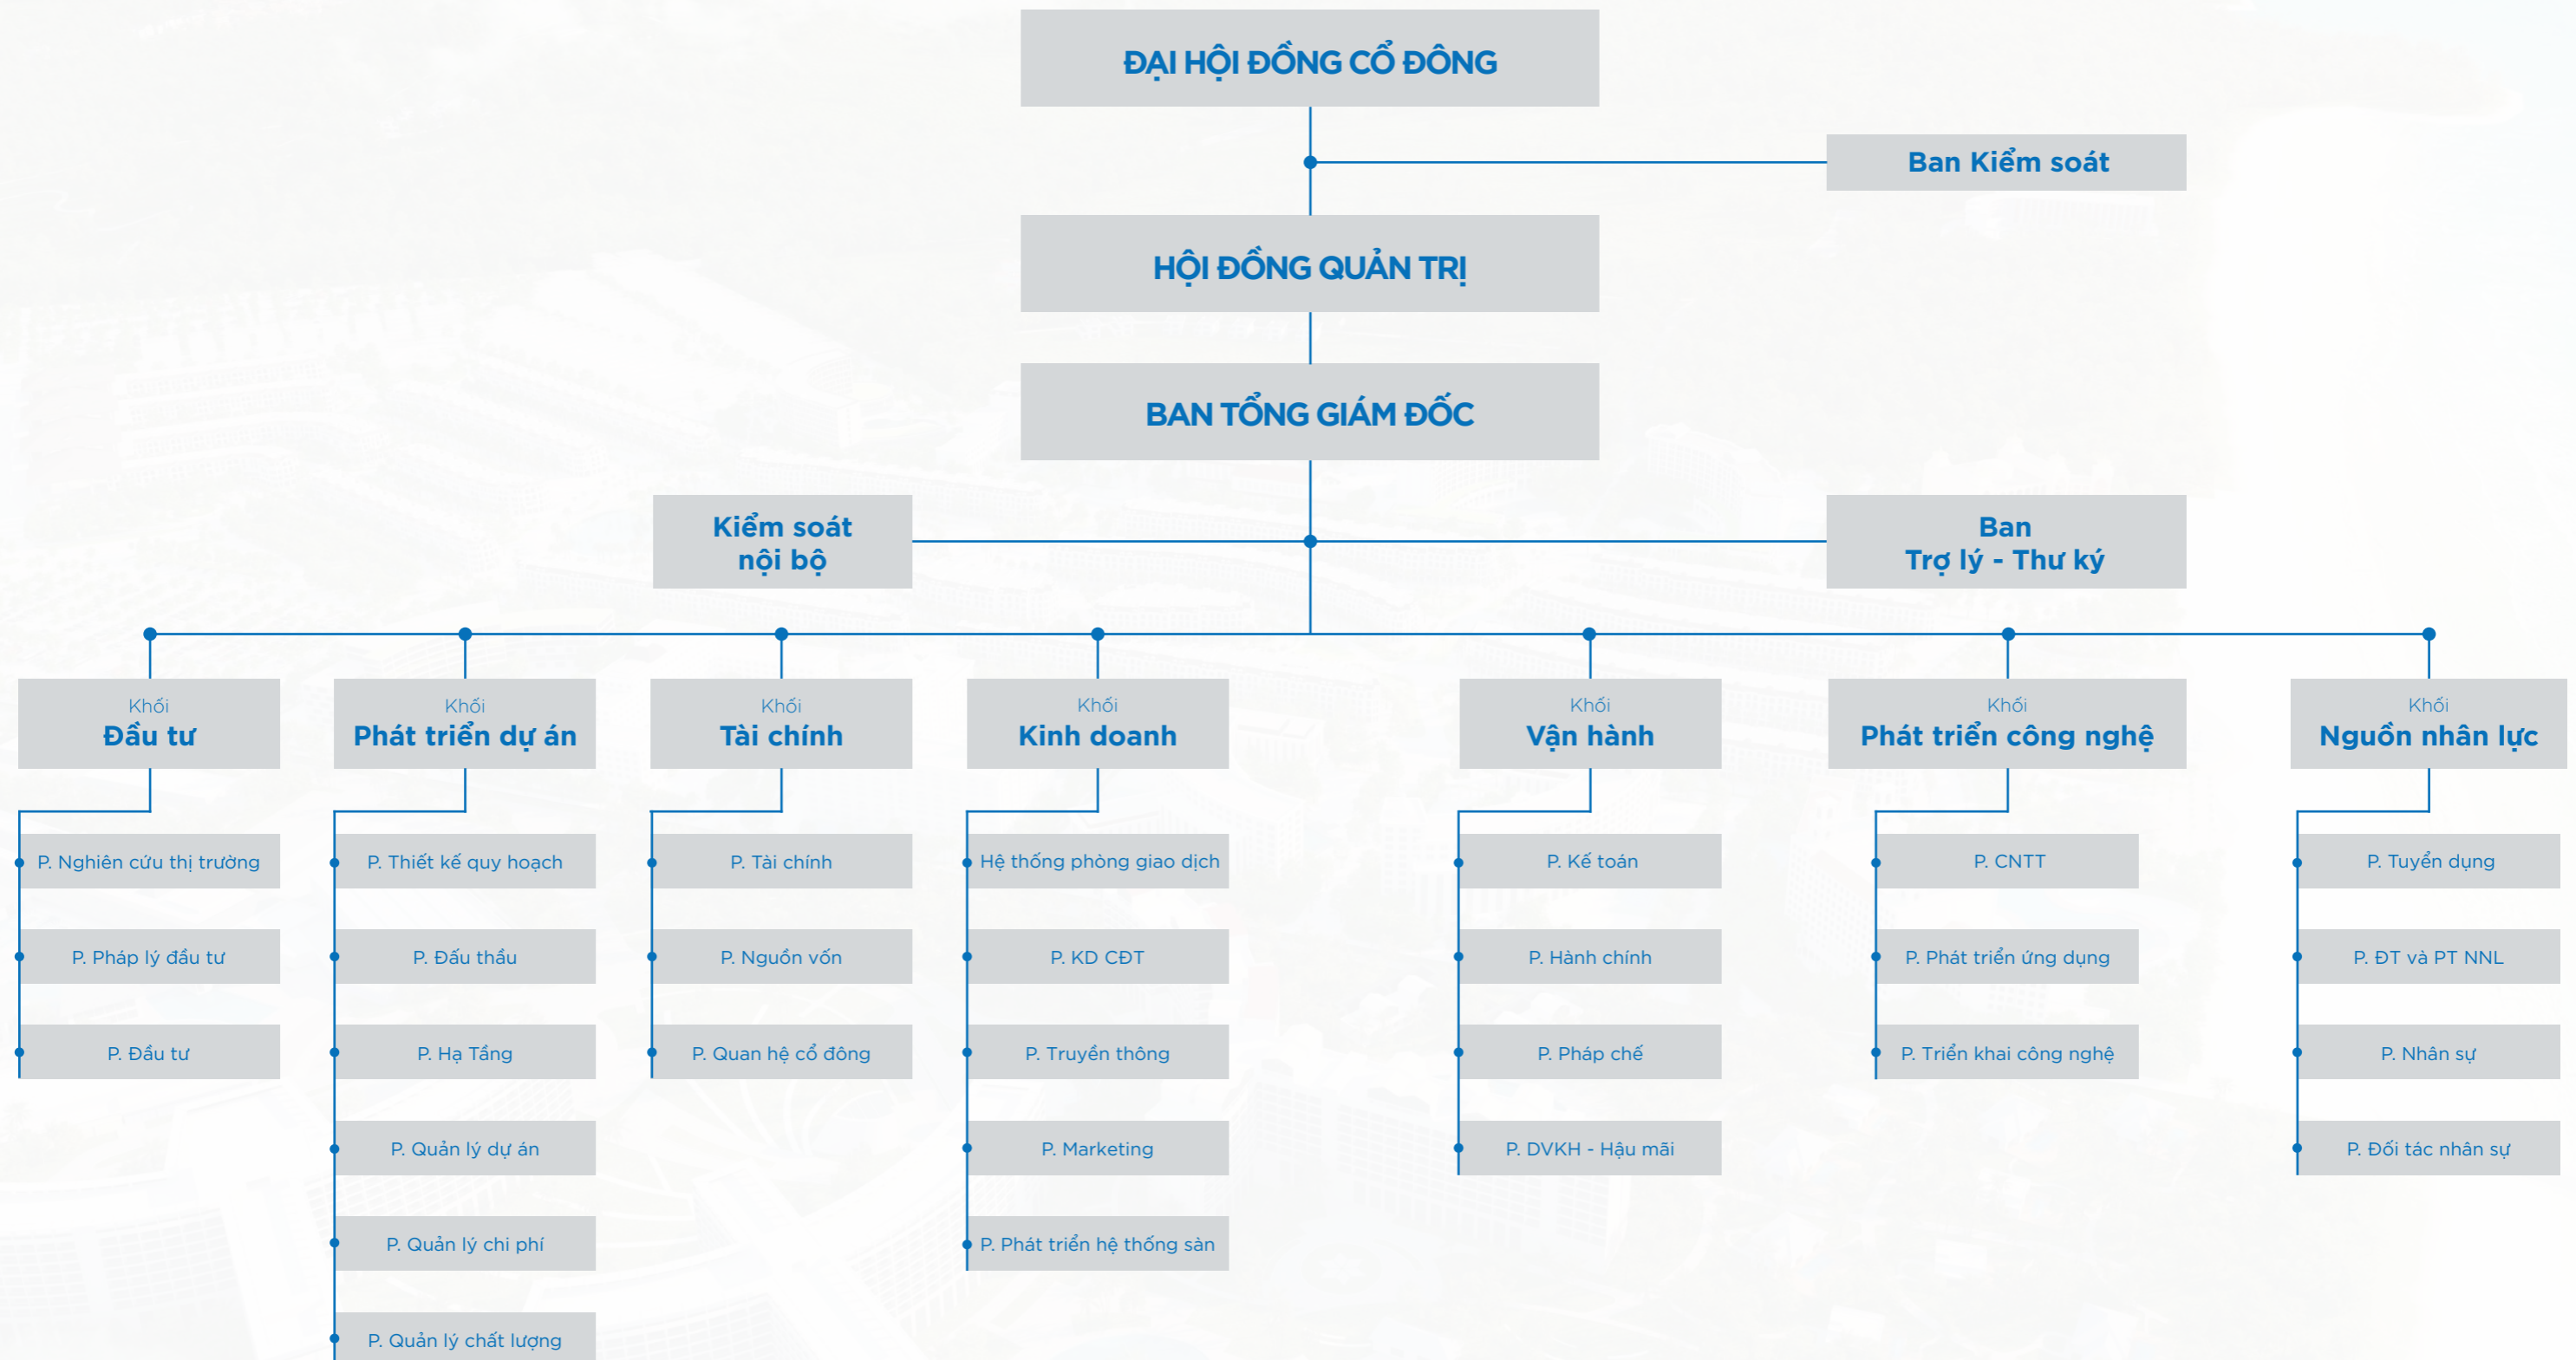 ĐẠI HỘI ĐỒNG CỔ ĐÔNG
Ban Kiểm soát
HỘI ĐỒNG QUẢN TRỊ
BAN TỔNG GIÁM ĐỐC
Kiểm soát
nội bộ
Ban
Trợ lý - Thư ký
Khối
Đầu tư
P. Nghiên cứu thị trường
P. Pháp lý đầu tư
P. Đầu tư
Khối
Phát triển dự án
P. Thiết kế quy hoạch
P. Đấu thầu
P. Hạ Tầng
P. Quản lý dự án
P. Quản lý chi phí
P. Quản lý chất lượng
Khối
Tài chính
P. Tài chính
P. Nguồn vốn
P. Quan hệ cổ đông
Khối
Kinh doanh
Hệ thống phòng giao dịch
P. KD CĐT
P. Truyền thông
P. Marketing
P. Phát triển hệ thống sàn
Khối
Vận hành
P. Kế toán
P. Hành chính
P. Pháp chế
P. DVKH - Hậu mãi
Khối
Phát triển công nghệ
P. CNTT
P. Phát triển ứng dụng
P. Triển khai công nghệ
Khối
Nguồn nhân lực
P. Tuyển dụng
P. ĐT và PT NNL
P. Nhân sự
P. Đối tác nhân sự